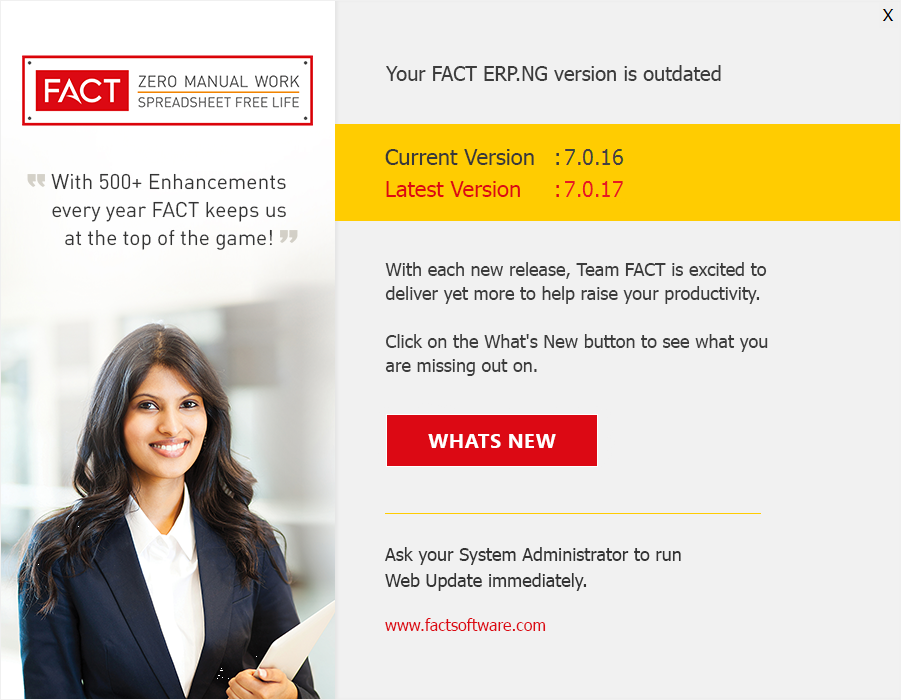 X
FACT
ZERO MANUAL WORK
SPREADSHEET FREE LIFE
With 500+ Enhancements
every year FACT keeps us
at the top of the game!
Your FACT ERP.NG version is outdated
Current Version : 7.0.16
Latest Version : 7.0.17
With each new release, Team FACT is excited to
deliver yet more to help raise your productivity.
Click on the What's New button to see what you
are missing out on.
WHATS NEW
Ask your System Administrator to run
Web Update immediately.
www.factsoftware.com